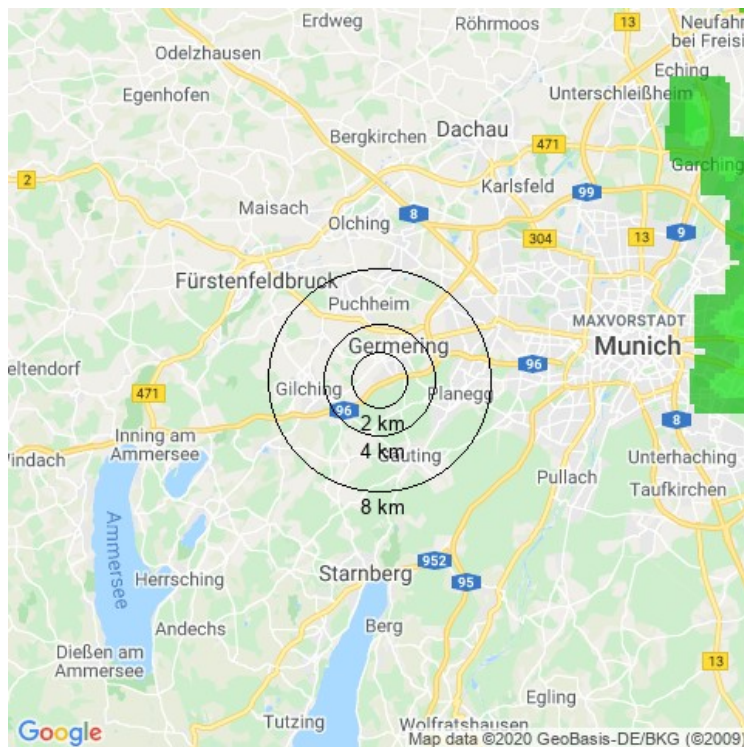 Erdweg
Röhrmoos
13
Neufahrn
bei Freisi
Odelzhausen
Eching
Egenhofen
Unterschleißheim
Bergkirchen
Dachau
471
Garching
2
Karlsfeld
99
Maisach
Olching
8
304
13
9
Fürstenfeldbruck
Puchheim
MAXVORSTADT
Germering
Munich
eltendorf
96
471
Gilching
Planegg
96
8
2 km
Inning am
Ammersee
4 km
Gauting
Unterhaching
Windach
Pullach
Taufkirchen
8 km
Ammersee
952
Starnberg
95
Herrsching
Andechs
Berg
Dießen am
Ammersee
13
Egling
Tutzing
Wolfratshausen
Google
Map data ©2020 GeoBasis-DE/BKG (©2009)